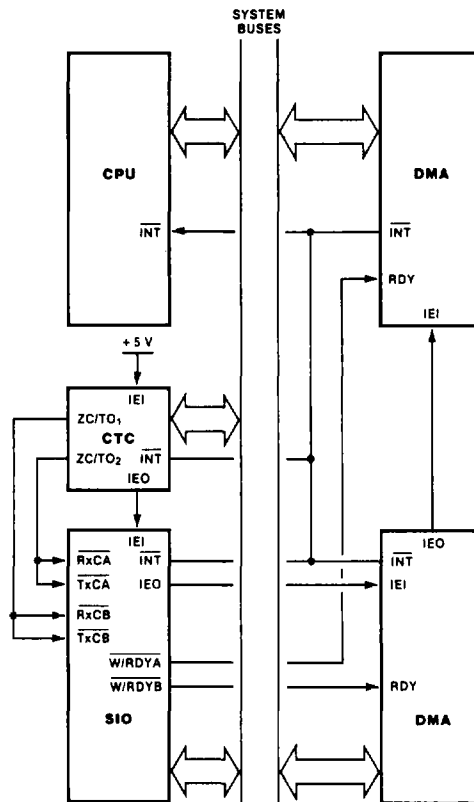 SYSTEM
BUSES
CPU
INT
DMA
INT
RDY
IEI
+5 V
IEI
ZC/TO1
CTC
ZC/TO2
INT
IEO
IEI
RxCA
INT
TxCA
IEO
RxCB
TxCB
W/RDYA
W/RDYB
SIO
IEO
INT
IEI
RDY
DMA